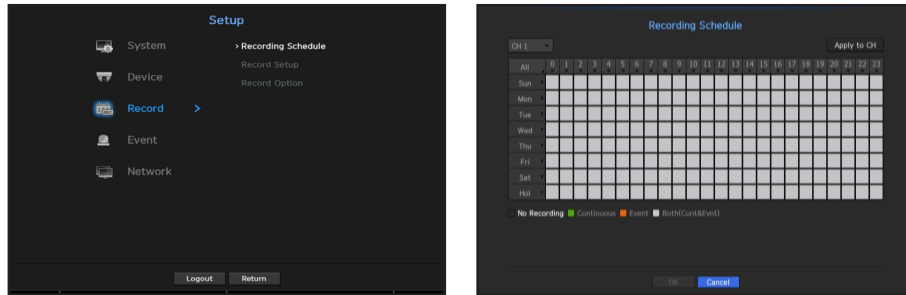 Setup
System
> Recording Schedule
Record Setup
Device
Record Option
Record >
Event
Network
Logout Return
Recording Schedule
CH 1 Apply to CH
All 0 1 2 3 4 5 6 7 8 9 10 11 12 13 14 15 16 17 18 19 20 21 22 23
Sun
Mon
Tue
Wed
Thu
Fri
Sat
Hol
No Recording Continuous Event Both(Cont&Evnt)
OK Cancel